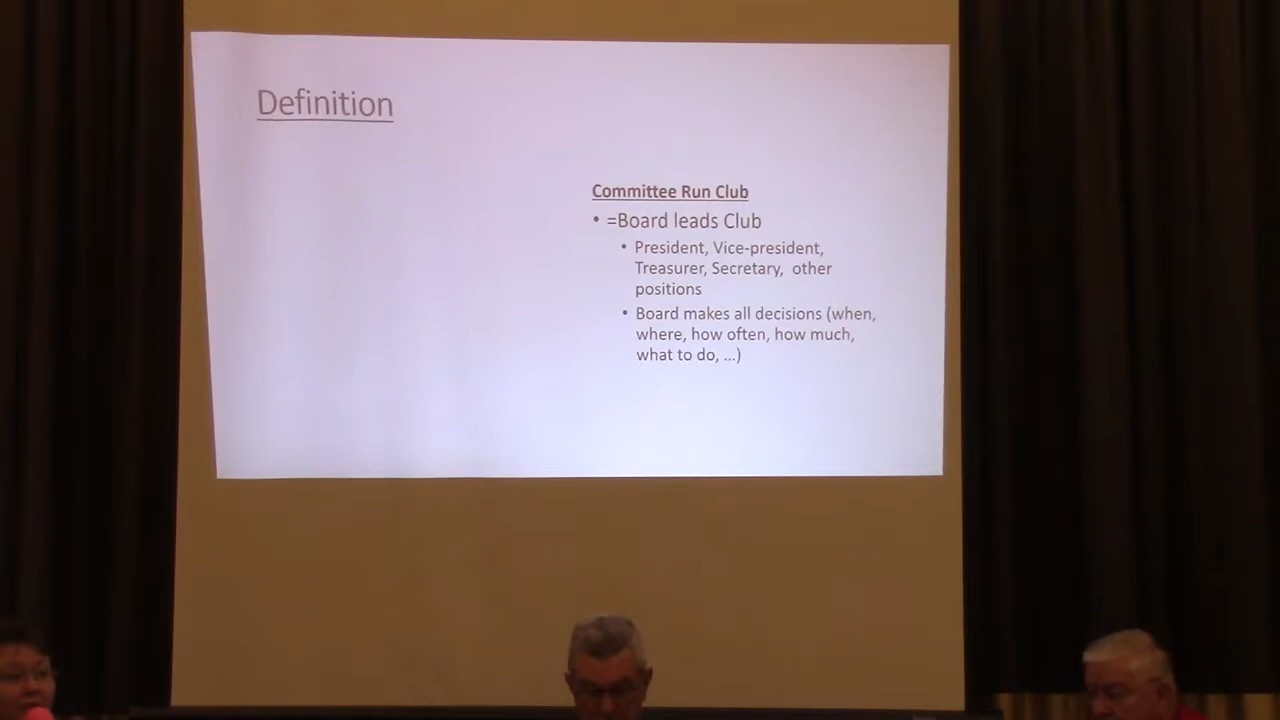 Definition
Committee Run Club
• =Board leads Club
• President, Vice-president,
Treasurer, Secretary, other
positions
• Board makes all decisions (when,
where, how often, how much,
what to do, ...)